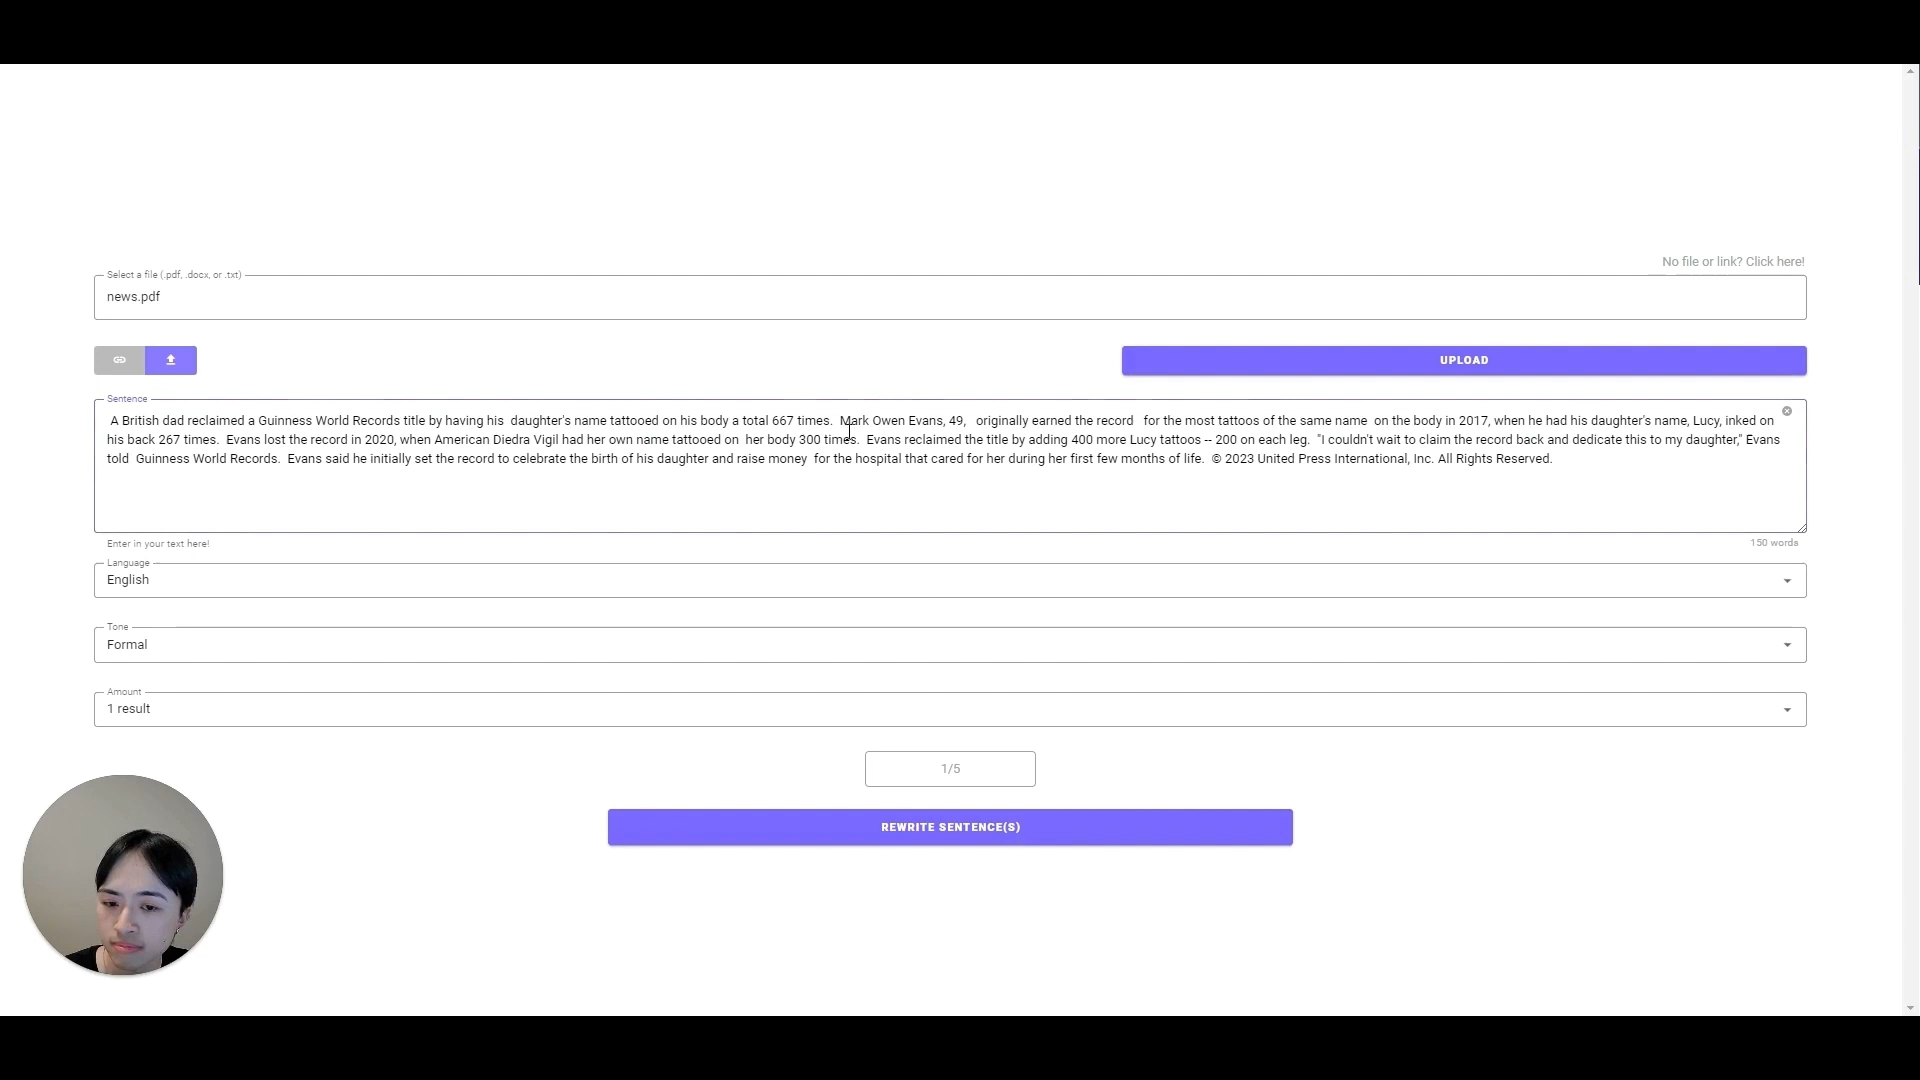 No file or link? Click here!
Select a file (.pdf, .docx, or .txt)
news.pdf
UPLOAD
Sentence
A British dad reclaimed a Guinness World Records title by having his daughter's name tattooed on his body a total 667 times. Mark Owen Evans, 49, originally earned the record for the most tattoos of the same name on the body in 2017, when he had his daughter's name, Lucy, inked on
his back 267 times. Evans lost the record in 2020, when American Diedra Vigil had her own name tattooed on her body 300 times. Evans reclaimed the title by adding 400 more Lucy tattoos -- 200 on each leg. "I couldn't wait to claim the record back and dedicate this to my daughter," Evans
told Guinness World Records. Evans said he initially set the record to celebrate the birth of his daughter and raise money for the hospital that cared for her during her first few months of life. © 2023 United Press International, Inc. All Rights Reserved.
Enter in your text here!
150 words
Language
English
Tone
Formal
Amount
1 result
1/5
REWRITE SENTENCE(S)